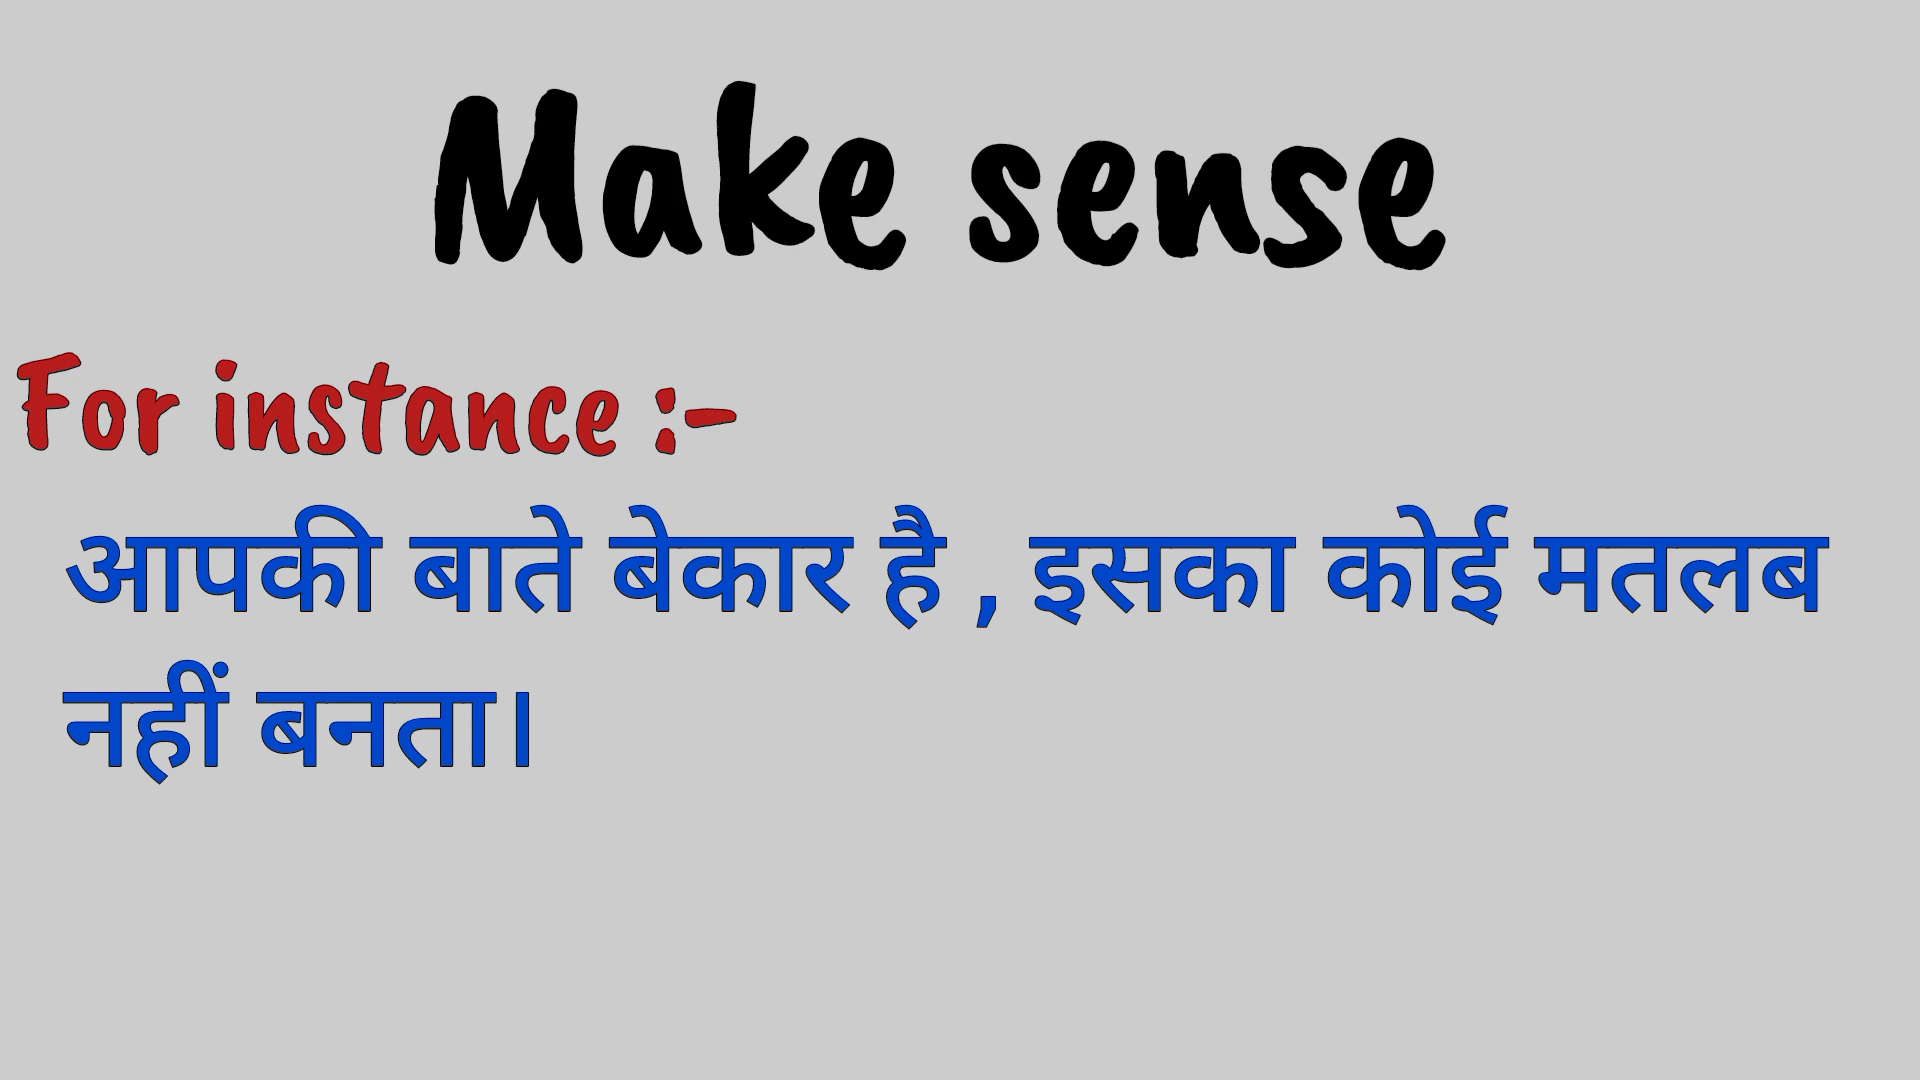 Make sense
For instance :-
आपकी बाते बेकार है , इसका कोई मतलब
नहीं बनता।